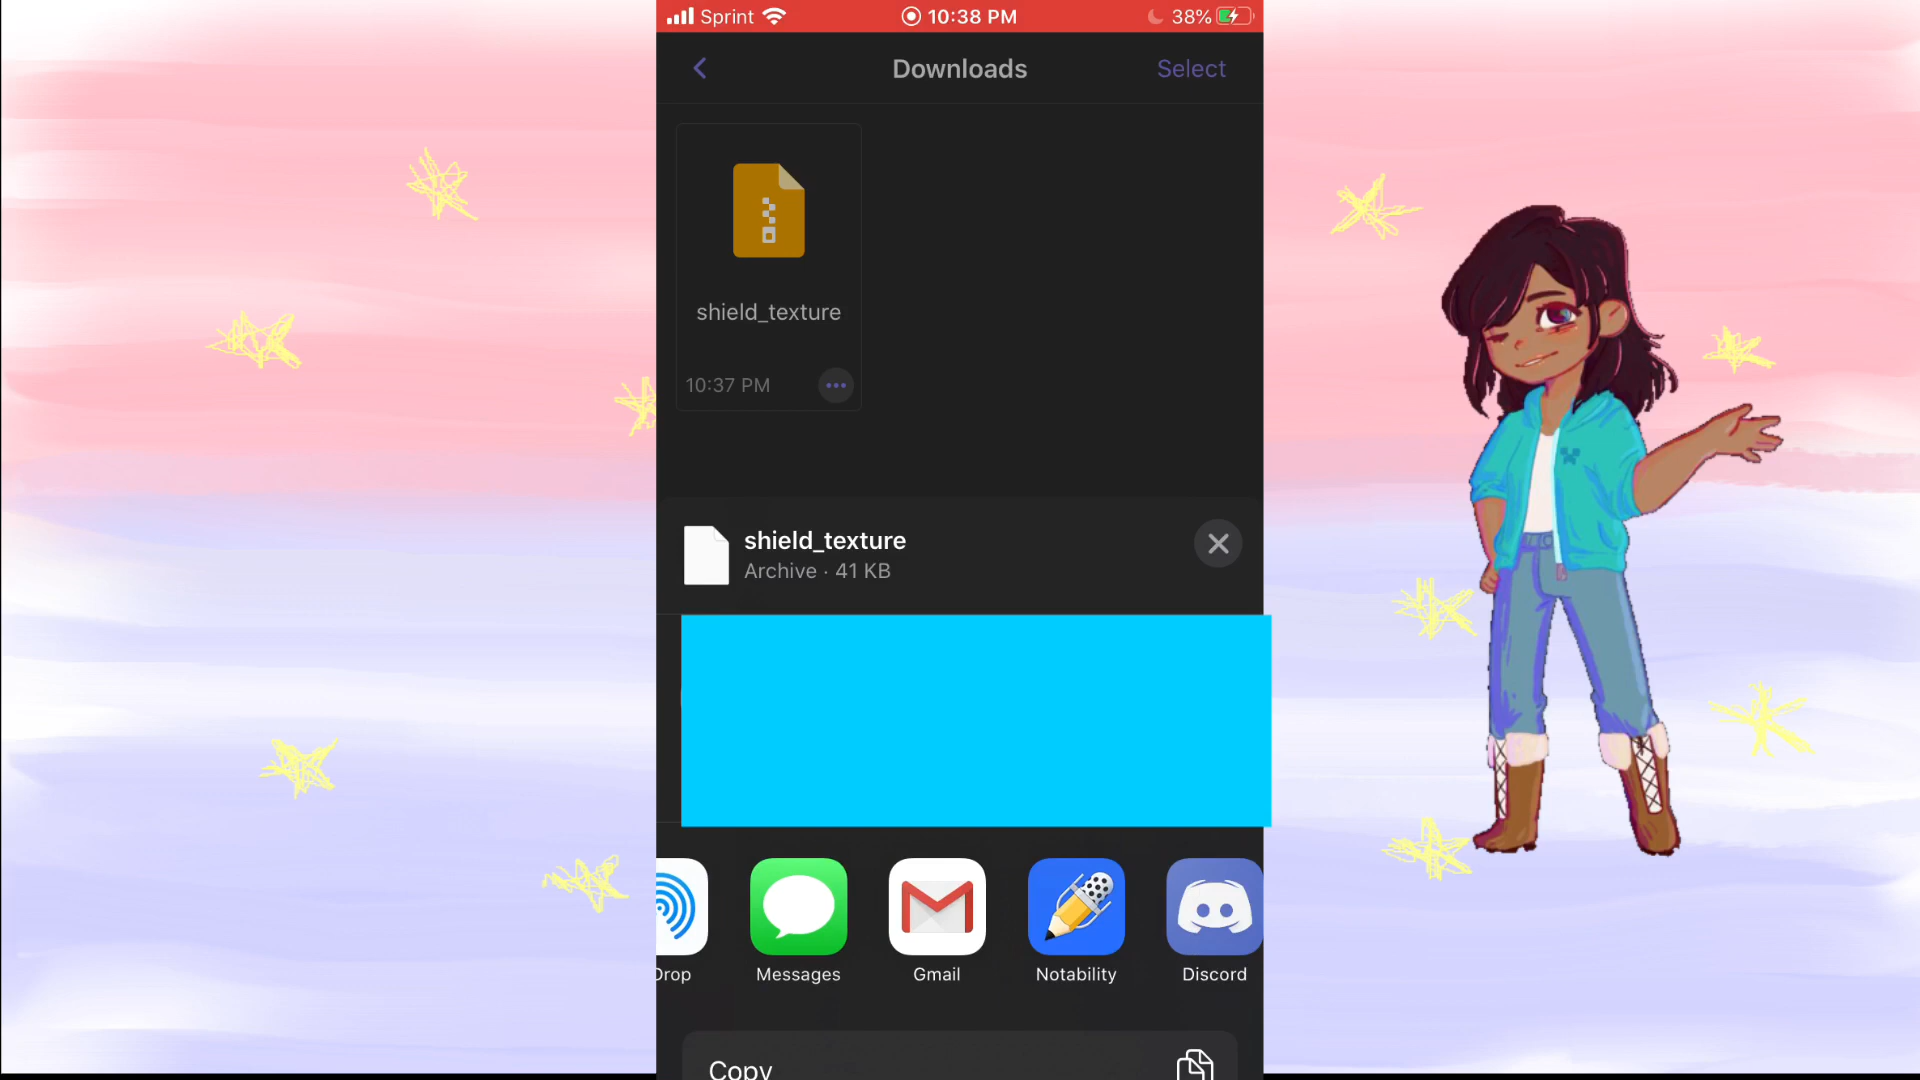 Sprint 10:38 PM 38%
Downloads Select
shield_texture
10:37 PM
shield_texture
Archive · 41 KB
Drop Messages Gmail Notability Discord
Copy